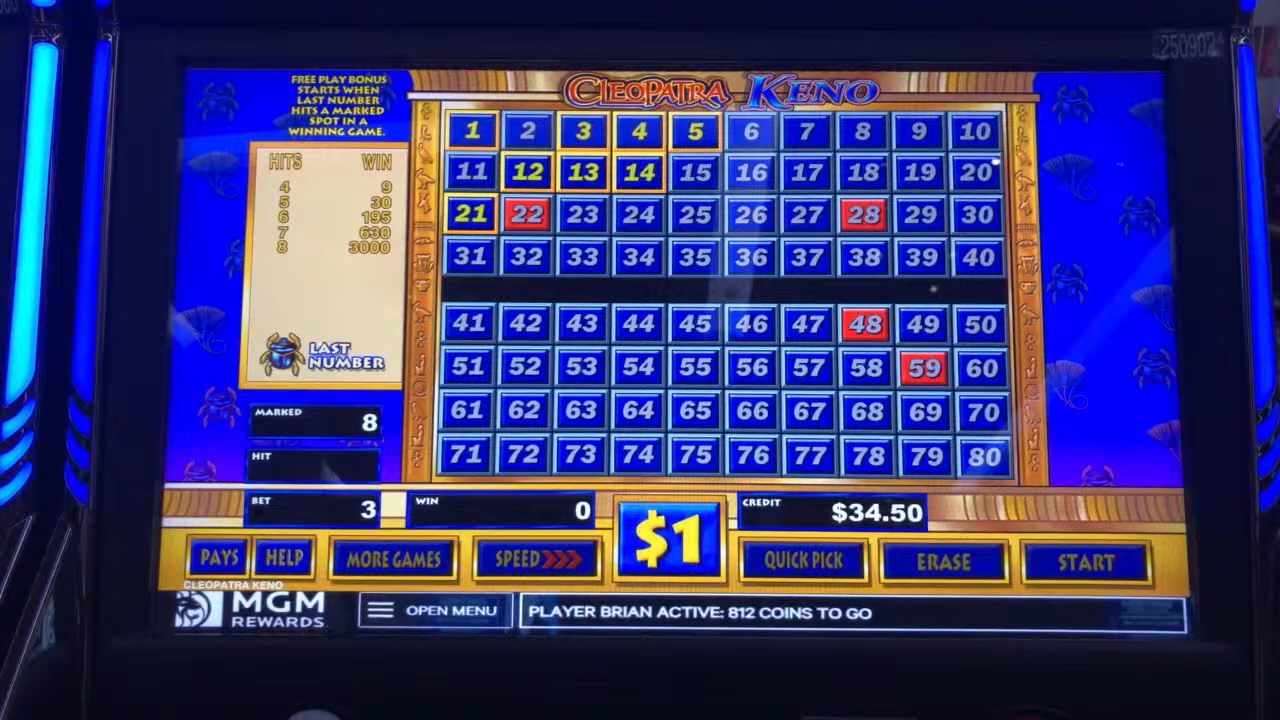 250902
FREE PLAY BONUS
STARTS WHEN
LAST NUMBER
HITS A MARKED
SPOT IN A
WINNING GAME.
CLEOPATRA KENO
HITS WIN
4 9
5 30
6 195
7 630
8 3000
LAST
NUMBER
1 2 3 4 5 6 7 8 9 10
11 12 13 14 15 16 17 18 19 20
21 22 23 24 25 26 27 28 29 30
31 32 33 34 35 36 37 38 39 40
41 42 43 44 45 46 47 48 49 50
51 52 53 54 55 56 57 58 59 60
61 62 63 64 65 66 67 68 69 70
71 72 73 74 75 76 77 78 79 80
MARKED 8
HIT
BET 3
WIN 0
$1
CREDIT $34.50
PAYS HELP MORE GAMES SPEED>>> QUICK PICK ERASE START
CLEOPATRA KENO
MGM
REWARDS
OPEN MENU
PLAYER BRIAN ACTIVE: 812 COINS TO GO